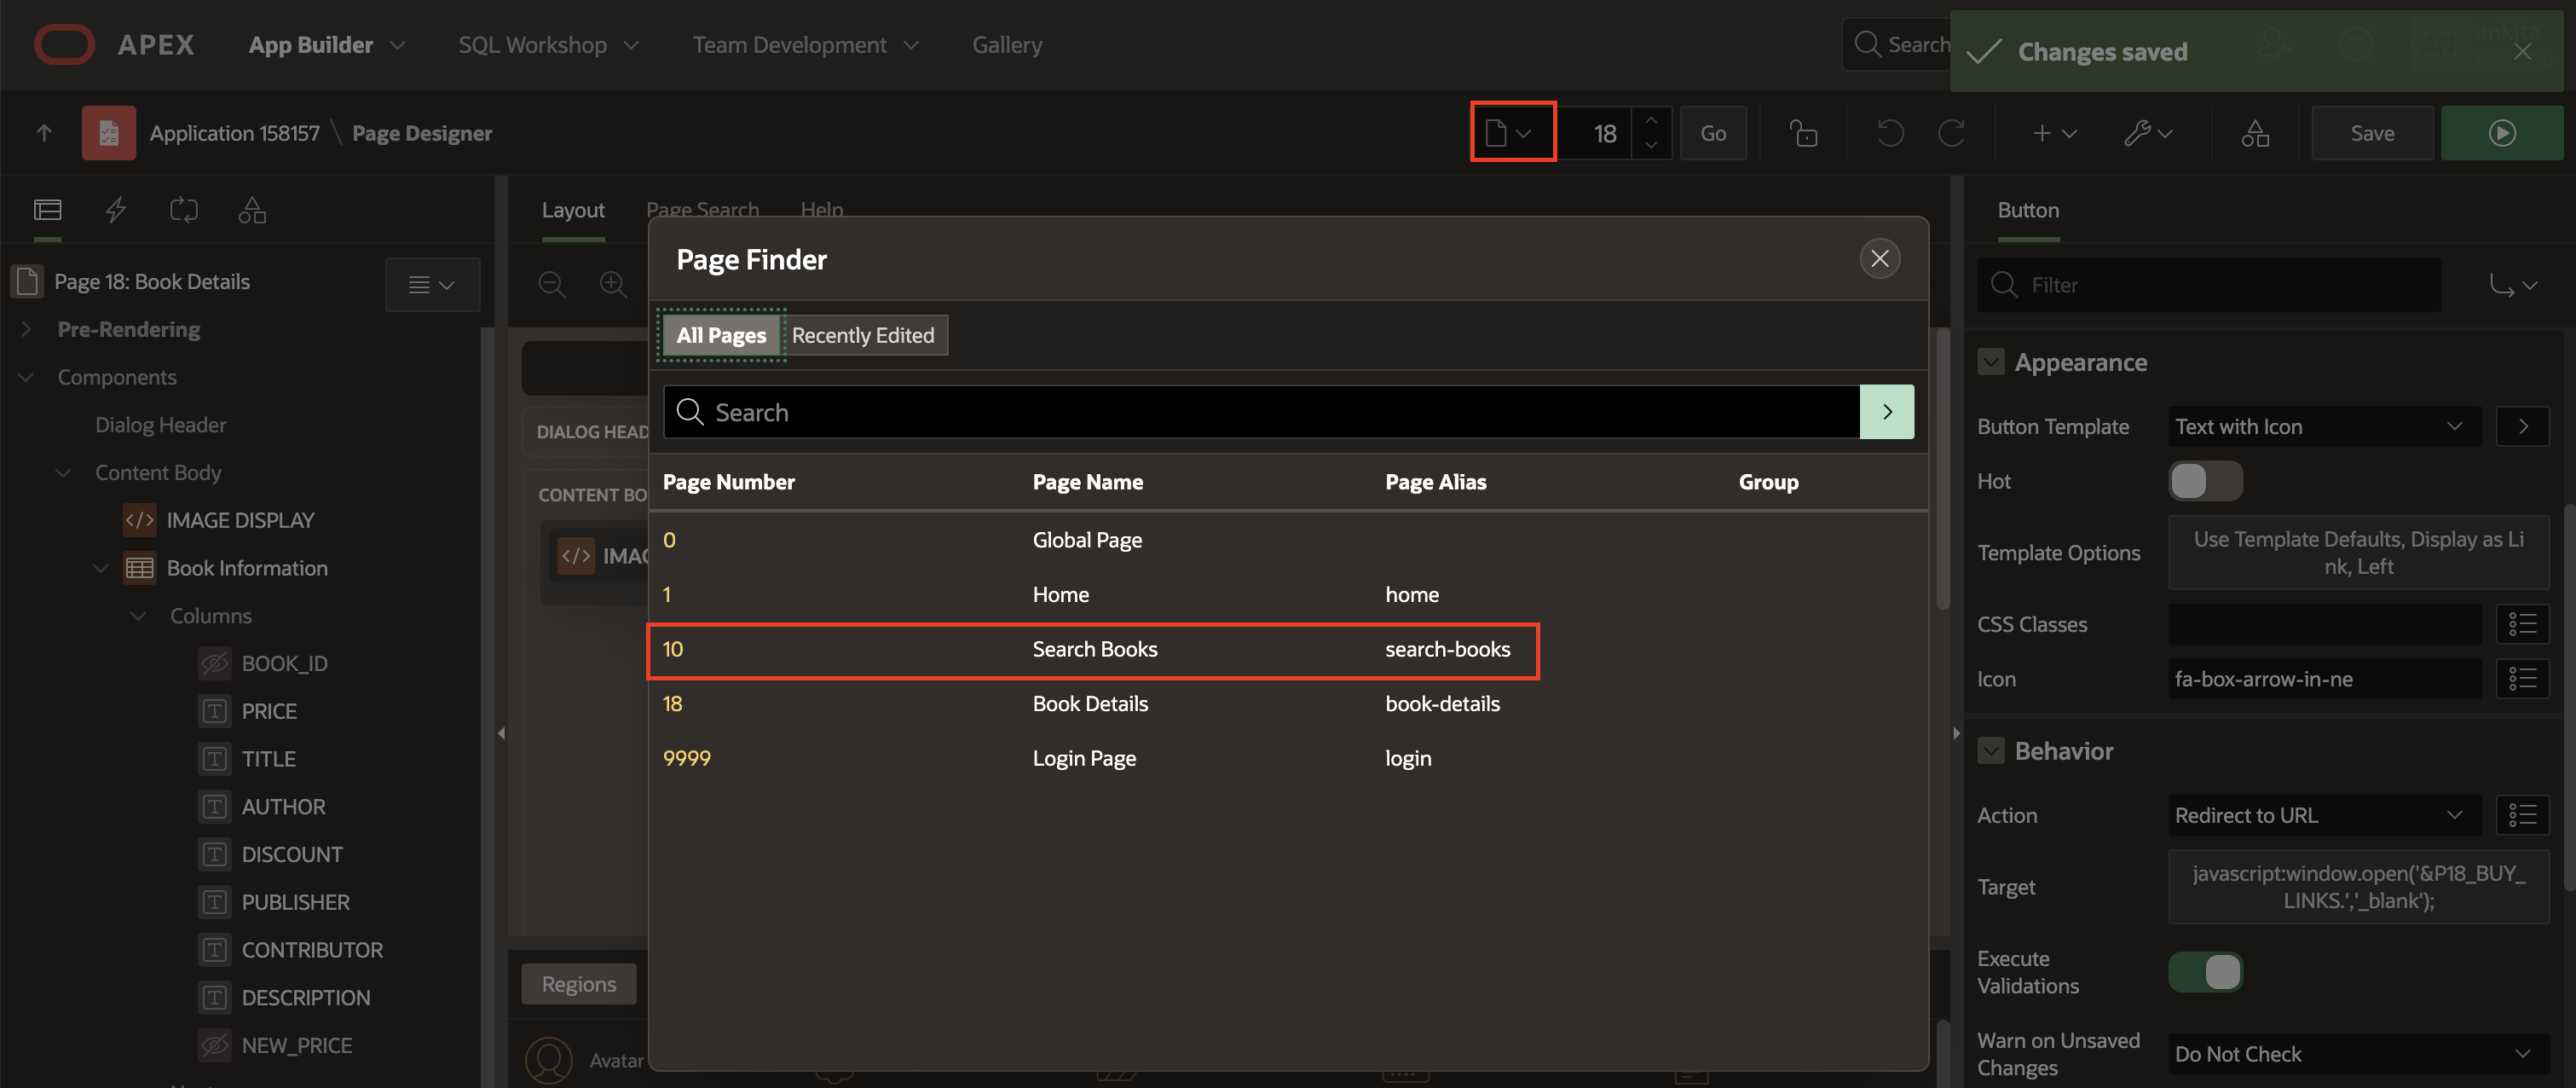 APEX App Builder SQL Workshop Team Development Gallery Search Changes saved
Application 158157 \ Page Designer 18 Go Save
Layout Page Search Help
Button
Page 18: Book Details
Filter
Pre-Rendering
Components
Dialog Header
Content Body
IMAGE DISPLAY
Book Information
Columns
BOOK_ID
PRICE
TITLE
AUTHOR
DISCOUNT
PUBLISHER
CONTRIBUTOR
DESCRIPTION
NEW_PRICE
DIALOG HEAD
CONTENT BO
IMAG
Regions
Avatar
Page Finder
All Pages Recently Edited
Search
Page Number Page Name Page Alias Group
0 Global Page
1 Home home
10 Search Books search-books
18 Book Details book-details
9999 Login Page login
Appearance
Button Template Text with Icon
Hot
Template Options Use Template Defaults, Display as Li
nk, Left
CSS Classes
Icon fa-box-arrow-in-ne
Behavior
Action Redirect to URL
Target javascript:window.open('&P18_BUY_
LINKS.','_blank');
Execute
Validations
Warn on Unsaved
Changes Do Not Check